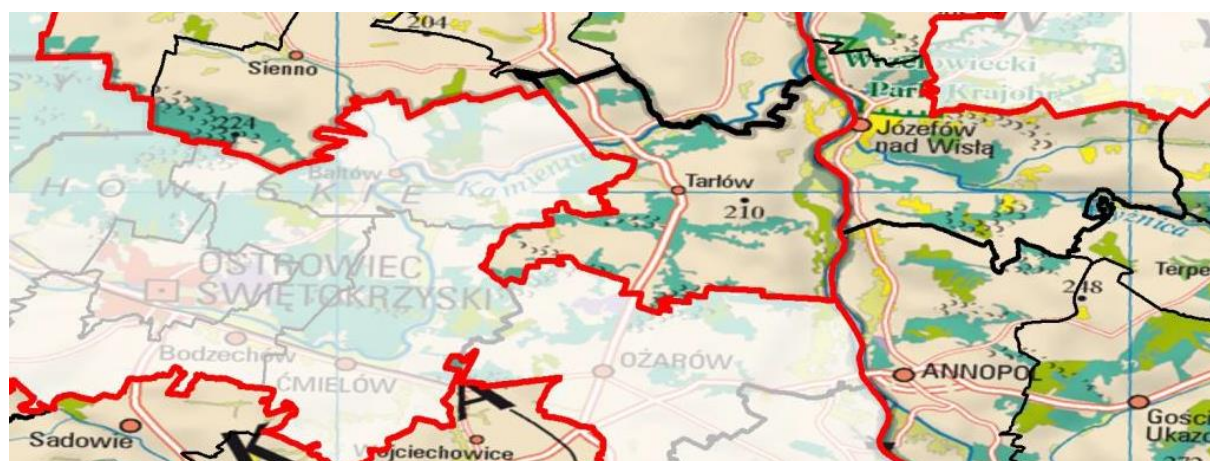 204
Sienno
Wrzelowiecki
Park Krajobr
Józefów
nad Wisłą
224
Bałtów
Kamienna
HOWISKIE
Tarłów
210
OSTROWIEC
ŚWIĘTOKRZYSKI
Terpe
248
Bodzechów
OŻARÓW
ĆMIELÓW
ANNOPOL
Gości
Ukazo
Sadowie
K
A
Wojciechowice